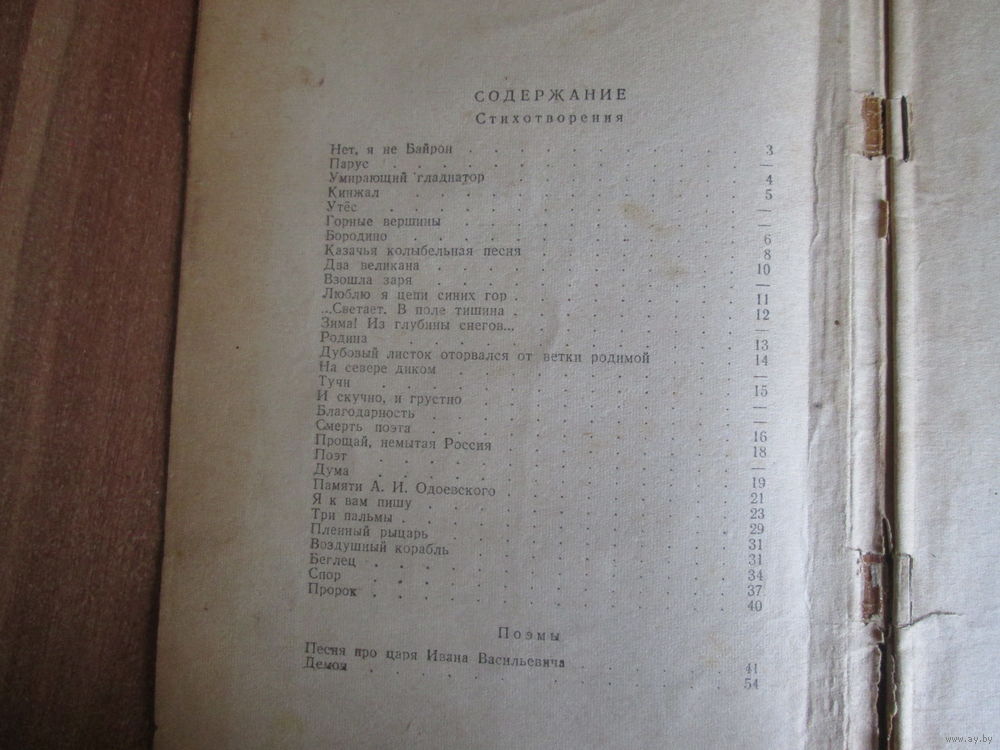 СОДЕРЖАНИЕ
Стихотворения
Нет, я не Байрон . . . . . . . . . . 3
Парус . . . . . . . . . . —
Умирающий гладиатор . . . . . . . . . . 4
Кинжал . . . . . . . . . . 5
Утёс . . . . . . . . . . —
Горные вершины . . . . . . . . . . —
Бородино . . . . . . . . . . 6
Казачья колыбельная песня . . . . . . . . 8
Два великана . . . . . . . . . . 10
Взошла заря . . . . . . . . . . —
Люблю я цепи синих гор . . . . . . . . 11
...Светает. В поле тишина . . . . . . . . 12
Зима! Из глубины снегов... . . . . . . . . —
Родина . . . . . . . . . . 13
Дубовый листок оторвался от ветки родимой . . . 14
На севере диком . . . . . . . . . . —
Тучи . . . . . . . . . . 15
И скучно, и грустно . . . . . . . . . . —
Благодарность . . . . . . . . . . —
Смерть поэта . . . . . . . . . . 16
Прощай, немытая Россия . . . . . . . . 18
Поэт . . . . . . . . . . —
Дума . . . . . . . . . . 19
Памяти А. И. Одоевского . . . . . . . . 21
Я к вам пишу . . . . . . . . . . 23
Три пальмы . . . . . . . . . . 29
Пленный рыцарь . . . . . . . . . . 31
Воздушный корабль . . . . . . . . . . 31
Беглец . . . . . . . . . . 34
Спор . . . . . . . . . . 37
Пророк . . . . . . . . . . 40
Поэмы
Песня про царя Ивана Васильевича . . . . . 41
Демон . . . . . . . . . . 54
www.ay.by